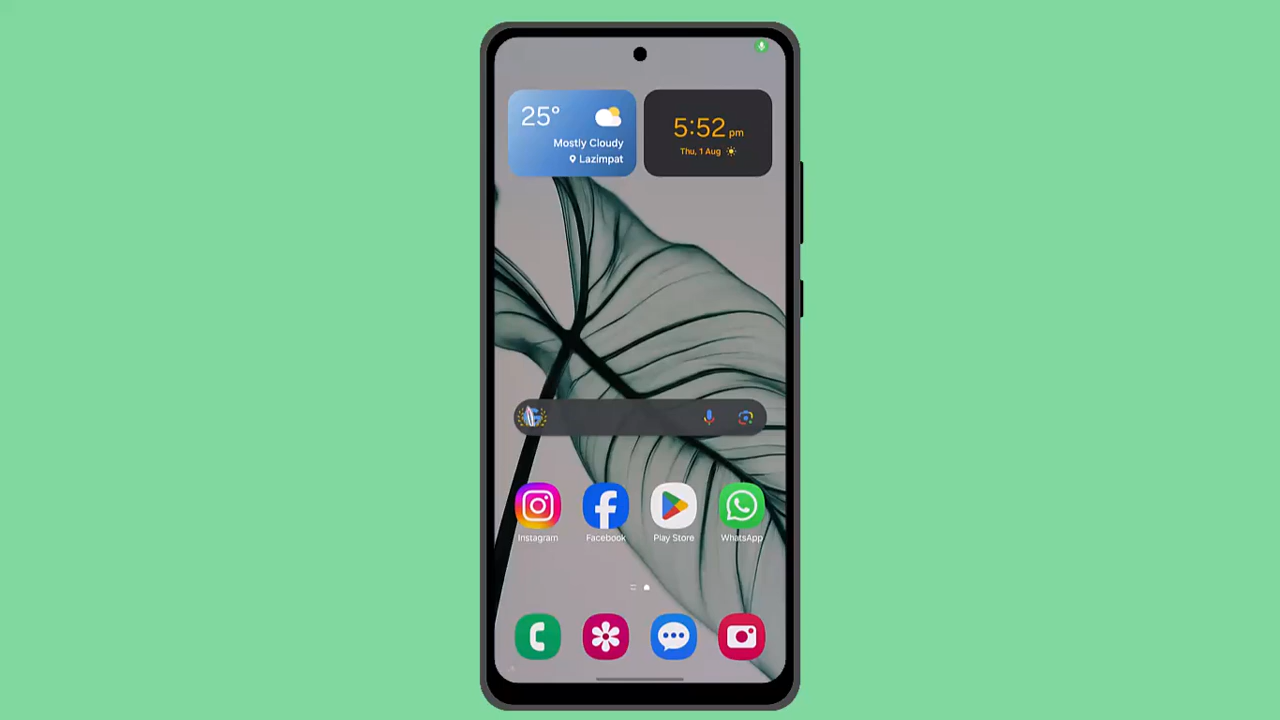 25°
Mostly Cloudy
Lazimpat
5:52 pm
Thu, 1 Aug
Instagram
Facebook
Play Store
WhatsApp